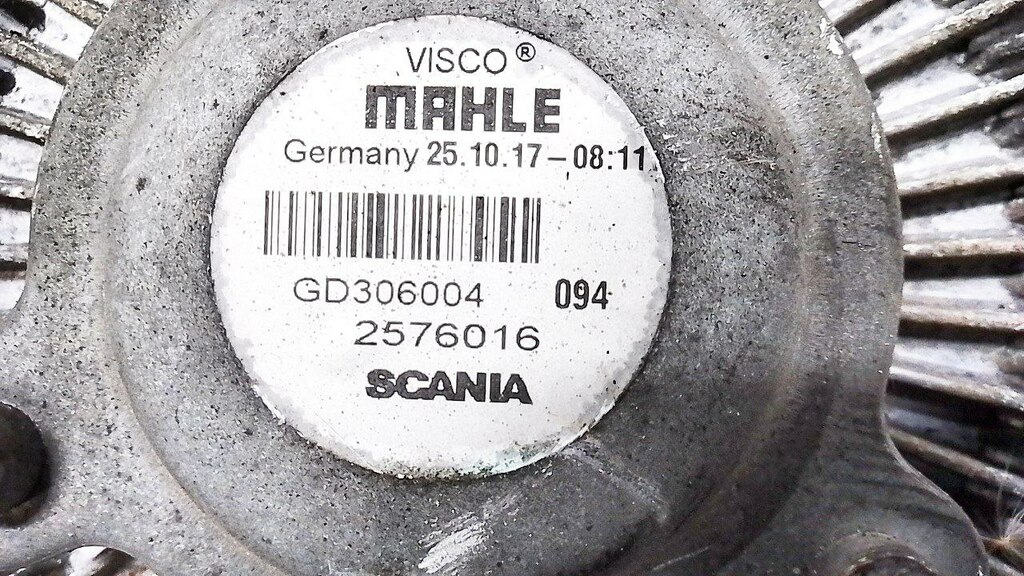 VISCO®
MAHLE
Germany 25.10.17 – 08:11
GD306004 094
2576016
SCANIA